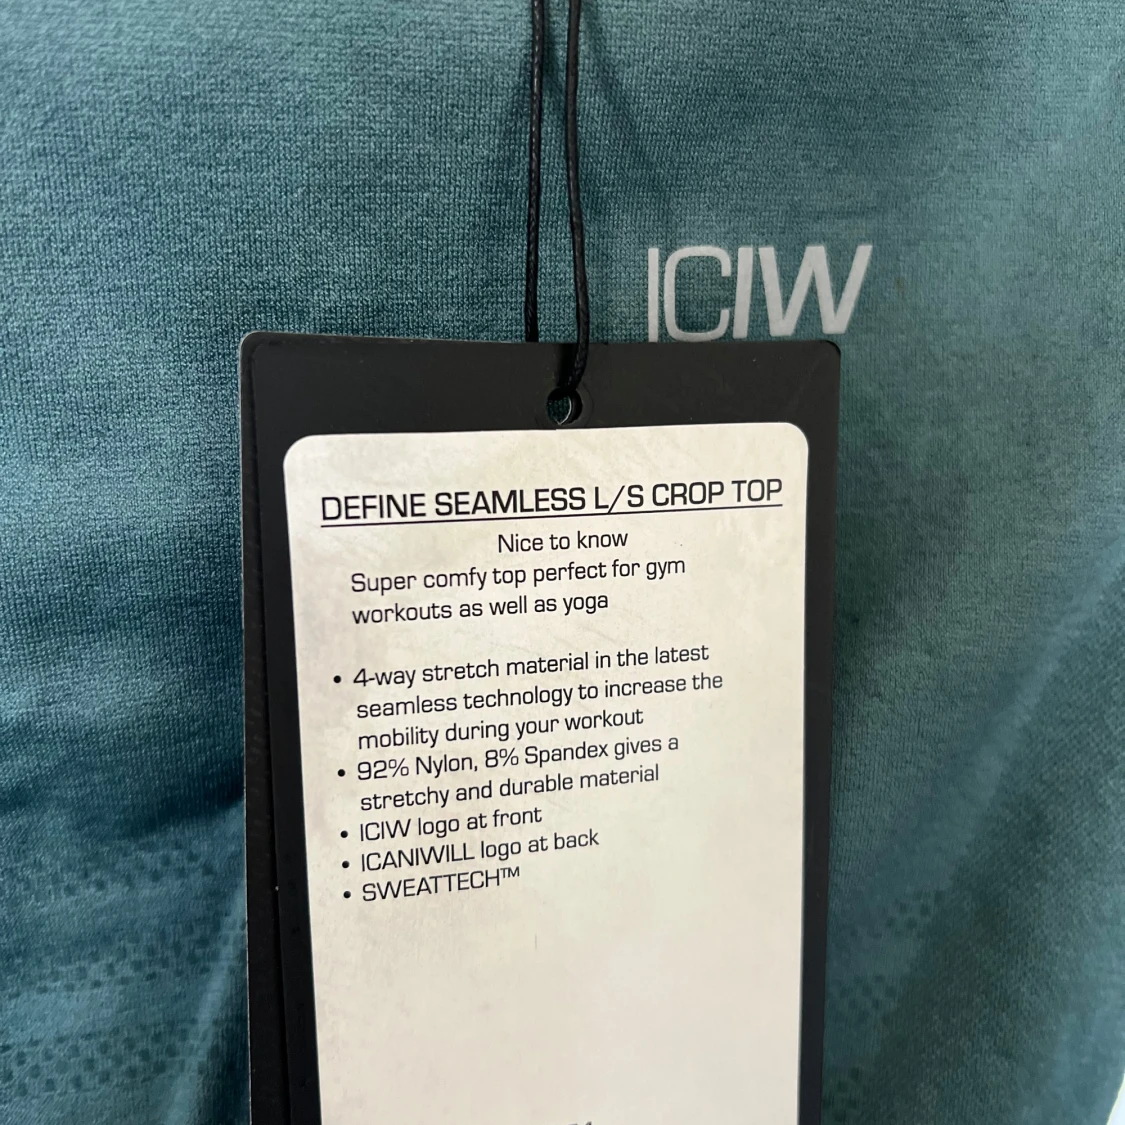 ICIW
DEFINE SEAMLESS L/S CROP TOP
Nice to know
Super comfy top perfect for gym
workouts as well as yoga
• 4-way stretch material in the latest
seamless technology to increase the
mobility during your workout
• 92% Nylon, 8% Spandex gives a
stretchy and durable material
• ICIW logo at front
• ICANIWILL logo at back
• SWEATTECH™